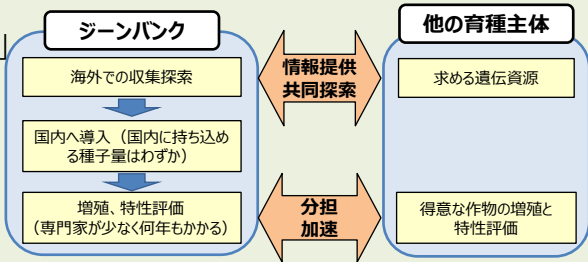 ジーンバンク
海外での収集探索
国内へ導入（国内に持ち込め
る種子量はわずか）
増殖、特性評価
（専門家が少なく何年もかかる）
情報提供
共同探索
分担
加速
他の育種主体
求める遺伝資源
得意な作物の増殖と
特性評価